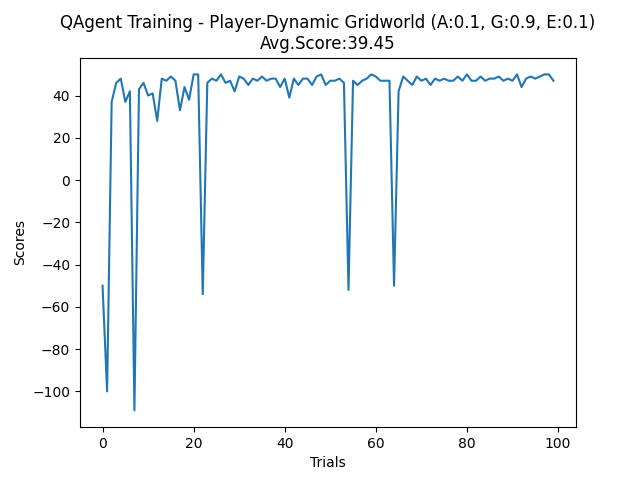 QAgent Training - Player-Dynamic Gridworld (A:0.1, G:0.9, E:0.1)
Avg.Score:39.45
40
20
0
−20
−40
−60
−80
−100
Scores
0 20 40 60 80 100
Trials